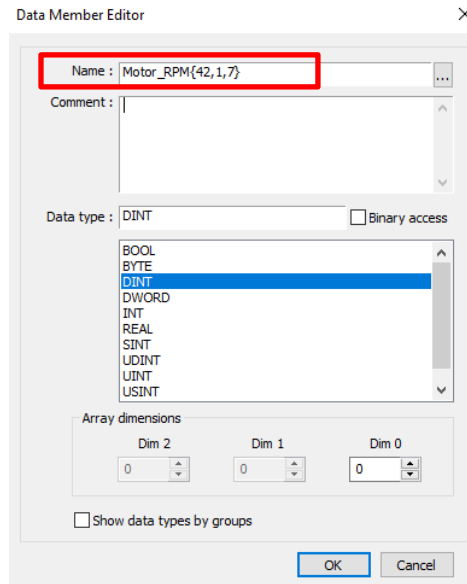 Data Member Editor
Name : Motor_RPM{42,1,7}
...
Comment :
Data type : DINT
Binary access
BOOL
BYTE
DINT
DWORD
INT
REAL
SINT
UDINT
UINT
USINT
Array dimensions
Dim 2 Dim 1 Dim 0
0 0 0
Show data types by groups
OK Cancel